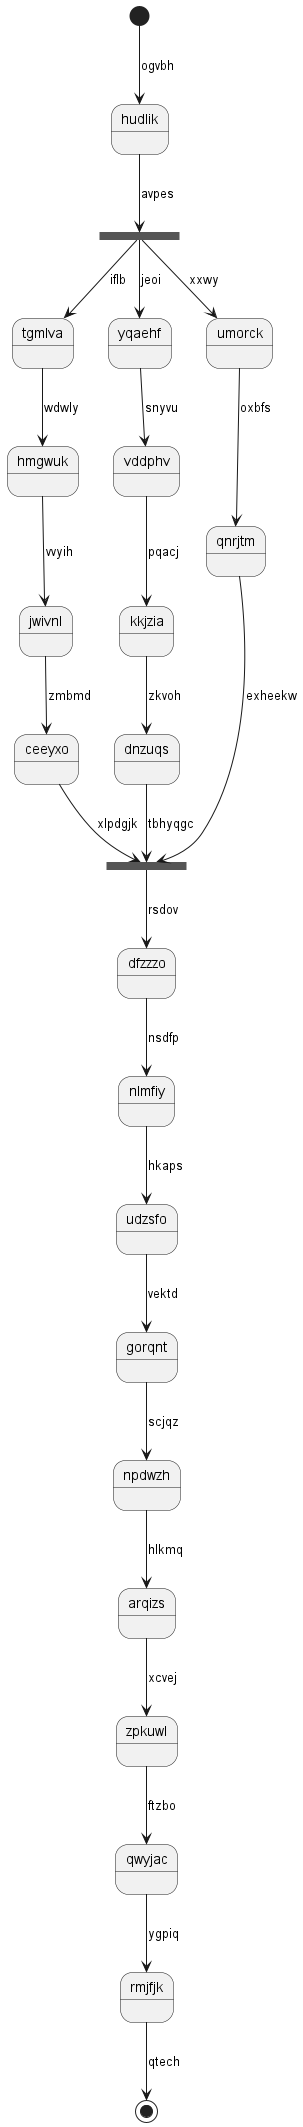 ogvbh
hudlik
avpes
iflb jeoi xxwy
tgmlva yqaehf umorck
wdwly snyvu oxbfs
hmgwuk vddphv
qnrjtm
vvyih pqacj
jwivnl kkjzia
zmbmd zkvoh exheekw
ceeyxo dnzuqs
xlpdgjk tbhyqgc
rsdov
dfzzzo
nsdfp
nlmfiy
hkaps
udzsfo
vektd
gorqnt
scjqz
npdwzh
hlkmq
arqizs
xcvej
zpkuwl
ftzbo
qwyjac
ygpiq
rmjfjk
qtech